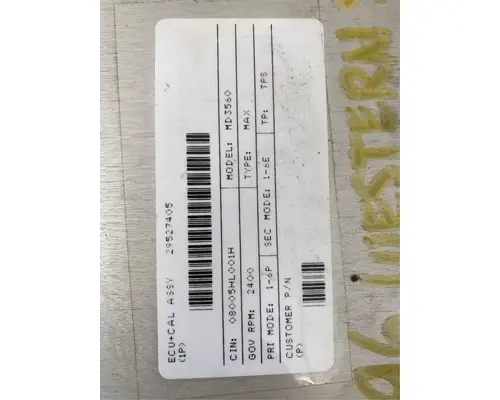 ECU+CAL ASSY 29527405
(1P)
CIN: 08005HL001H MODEL: MD3560
GOV RPM: 2400 TYPE: MAX
PRI MODE: 1-6P SEC MODE: 1-6E TP: TPS
CUSTOMER P/N
(P)
96 WESTERN S